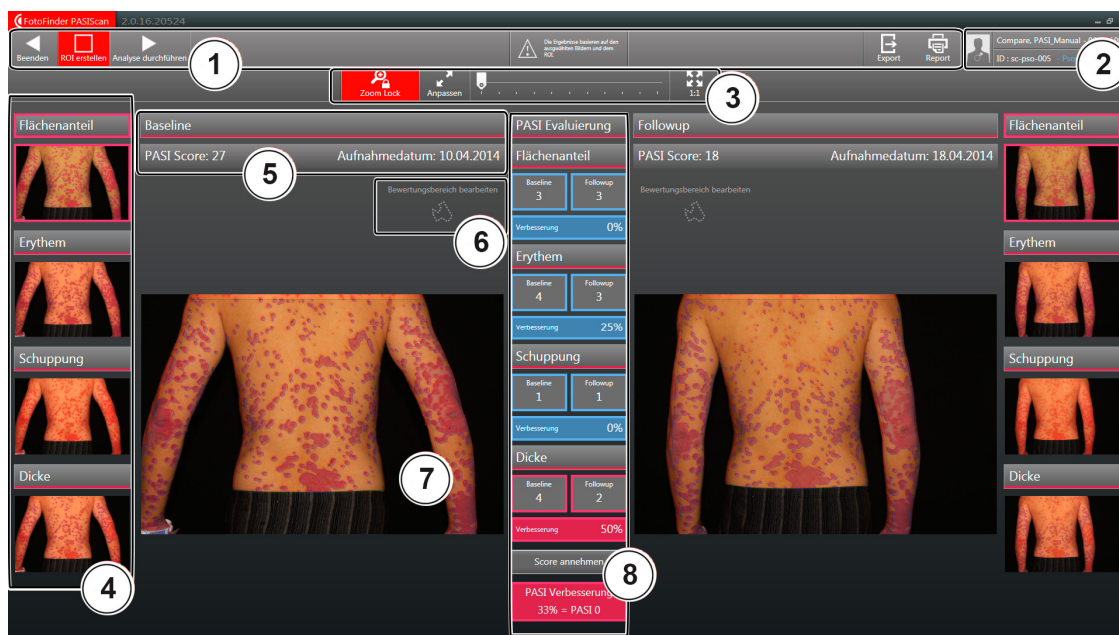 FotoFinder PASIScan 2.0.16.20524
Beenden
ROI erstellen
Analyse durchführen
1
Die Ergebnisse basieren auf den
ausgewählten Bildern und dem
ROI.
Export
Report
Compare, PASI_Manual
ID : sc-pso-005
2
Zoom Lock
Anpassen
1:1
3
Flächenanteil
Erythem
Schuppung
Dicke
4
Baseline
PASI Score: 27
Aufnahmedatum: 10.04.2014
5
Bewertungsbereich bearbeiten
6
7
PASI Evaluierung
Flächenanteil
Baseline Followup
3 3
Verbesserung 0%
Erythem
Baseline Followup
4 3
Verbesserung 25%
Schuppung
Baseline Followup
1 1
Verbesserung 0%
Dicke
Baseline Followup
4 2
Verbesserung 50%
Score annehmen
8
PASI Verbesserung
33% = PASI 0
Followup
PASI Score: 18
Aufnahmedatum: 18.04.2014
Bewertungsbereich bearbeiten
Flächenanteil
Erythem
Schuppung
Dicke